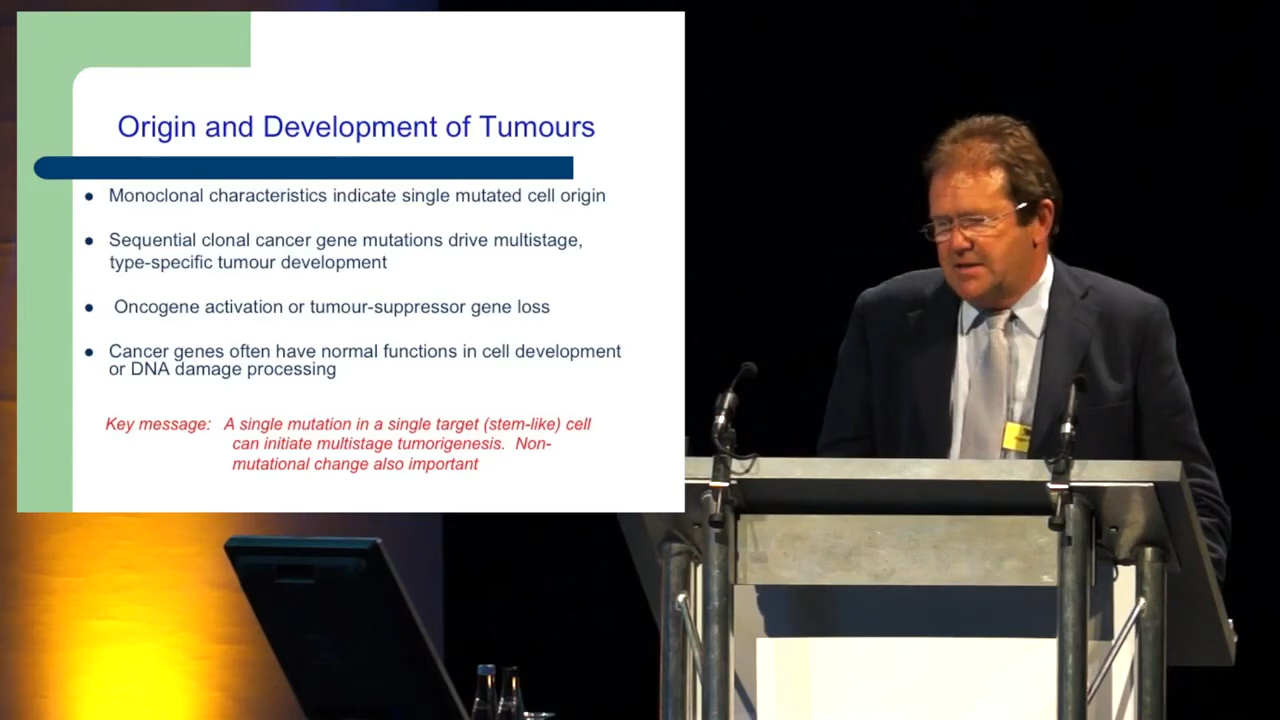 Origin and Development of Tumours
● Monoclonal characteristics indicate single mutated cell origin
● Sequential clonal cancer gene mutations drive multistage,
type-specific tumour development
● Oncogene activation or tumour-suppressor gene loss
● Cancer genes often have normal functions in cell development
or DNA damage processing
Key message: A single mutation in a single target (stem-like) cell
can initiate multistage tumorigenesis. Non-
mutational change also important